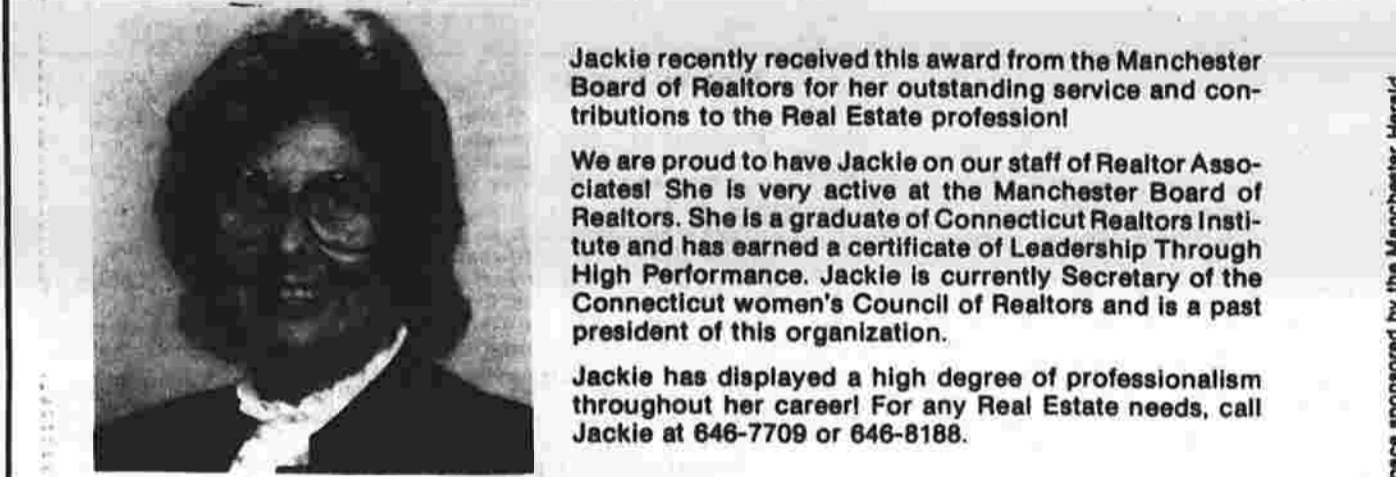 Jackie recently received this award from the Manchester
Board of Realtors for her outstanding service and con-
tributions to the Real Estate profession!
We are proud to have Jackie on our staff of Realtor Asso-
ciates! She is very active at the Manchester Board of
Realtors. She is a graduate of Connecticut Realtors Insti-
tute and has earned a certificate of Leadership Through
High Performance. Jackie is currently Secretary of the
Connecticut women's Council of Realtors and is a past
president of this organization.
Jackie has displayed a high degree of professionalism
throughout her career! For any Real Estate needs, call
Jackie at 646-7709 or 646-8188.
sponsored by the Manchester Herald